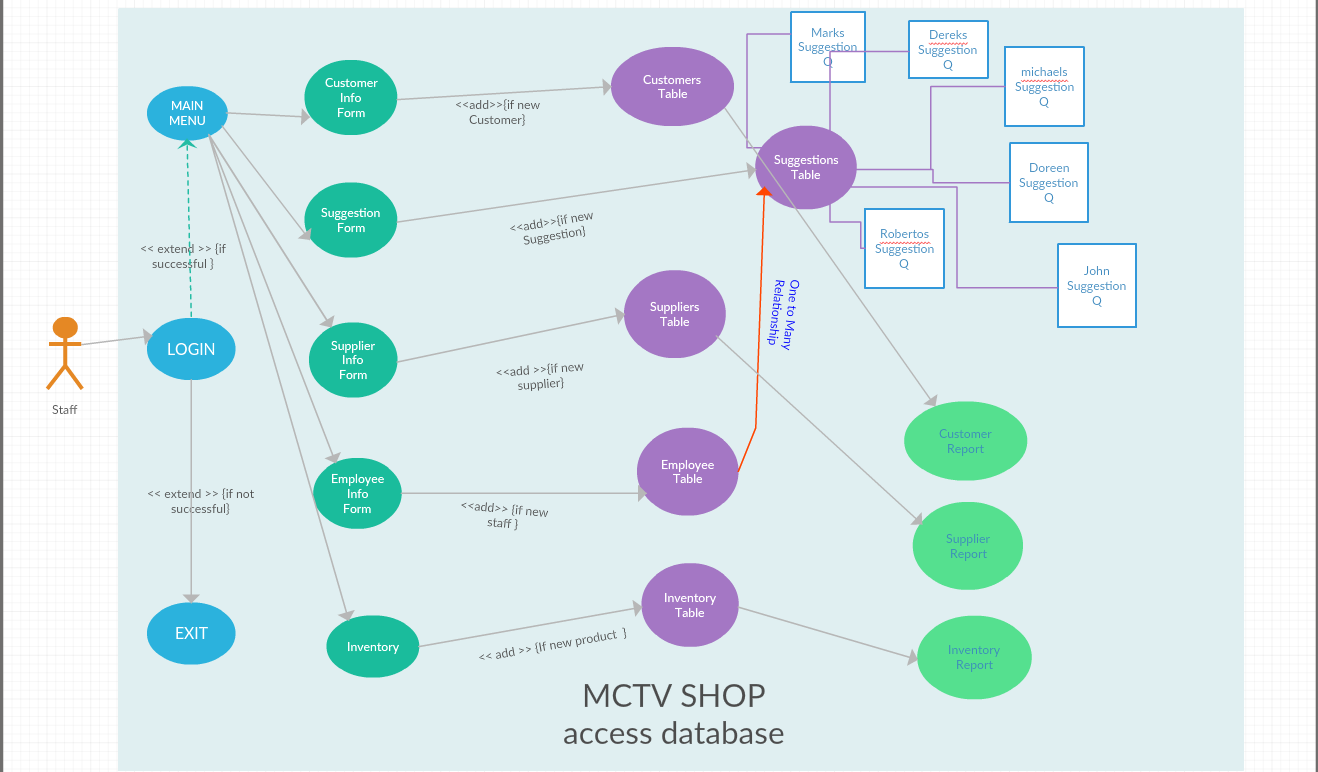 Marks
Suggestion
Q
Dereks
Suggestion
Q
michaels
Suggestion
Q
Customer
Info
Form
Customers
Table
MAIN
MENU
<<add>>{if new
Customer}
Suggestions
Table
Doreen
Suggestion
Q
Suggestion
Form
<<add>>{if new
Suggestion}
Robertos
Suggestion
Q
<< extend >> {if
successful }
John
Suggestion
Q
One to Many
Relationship
Suppliers
Table
Staff
LOGIN
Supplier
Info
Form
<<add >>{if new
supplier}
Customer
Report
Employee
Info
Form
Employee
Table
<< extend >> {if not
successful}
<<add>> {if new
staff }
Supplier
Report
Inventory
Table
EXIT
Inventory
<< add >> {If new product  }
Inventory
Report
MCTV SHOP
access database